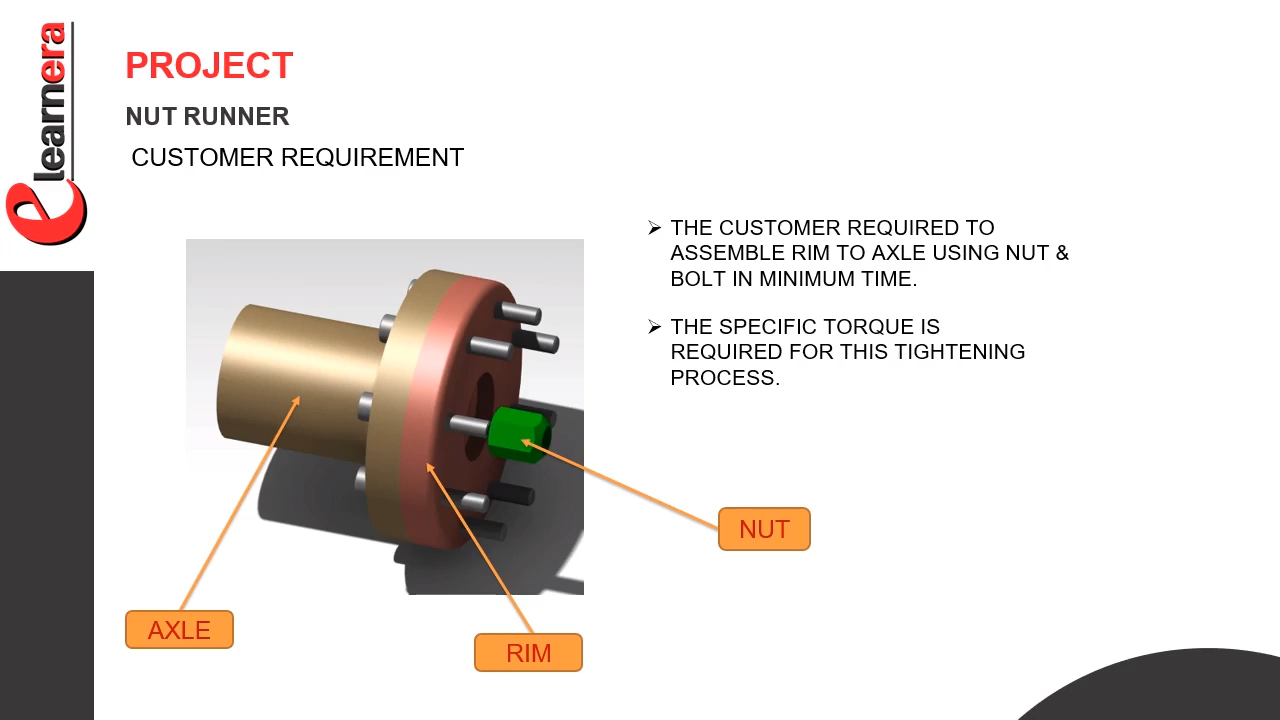 elearnera
PROJECT
NUT RUNNER
CUSTOMER REQUIREMENT
THE CUSTOMER REQUIRED TO
ASSEMBLE RIM TO AXLE USING NUT &
BOLT IN MINIMUM TIME.
THE SPECIFIC TORQUE IS
REQUIRED FOR THIS TIGHTENING
PROCESS.
NUT
AXLE
RIM